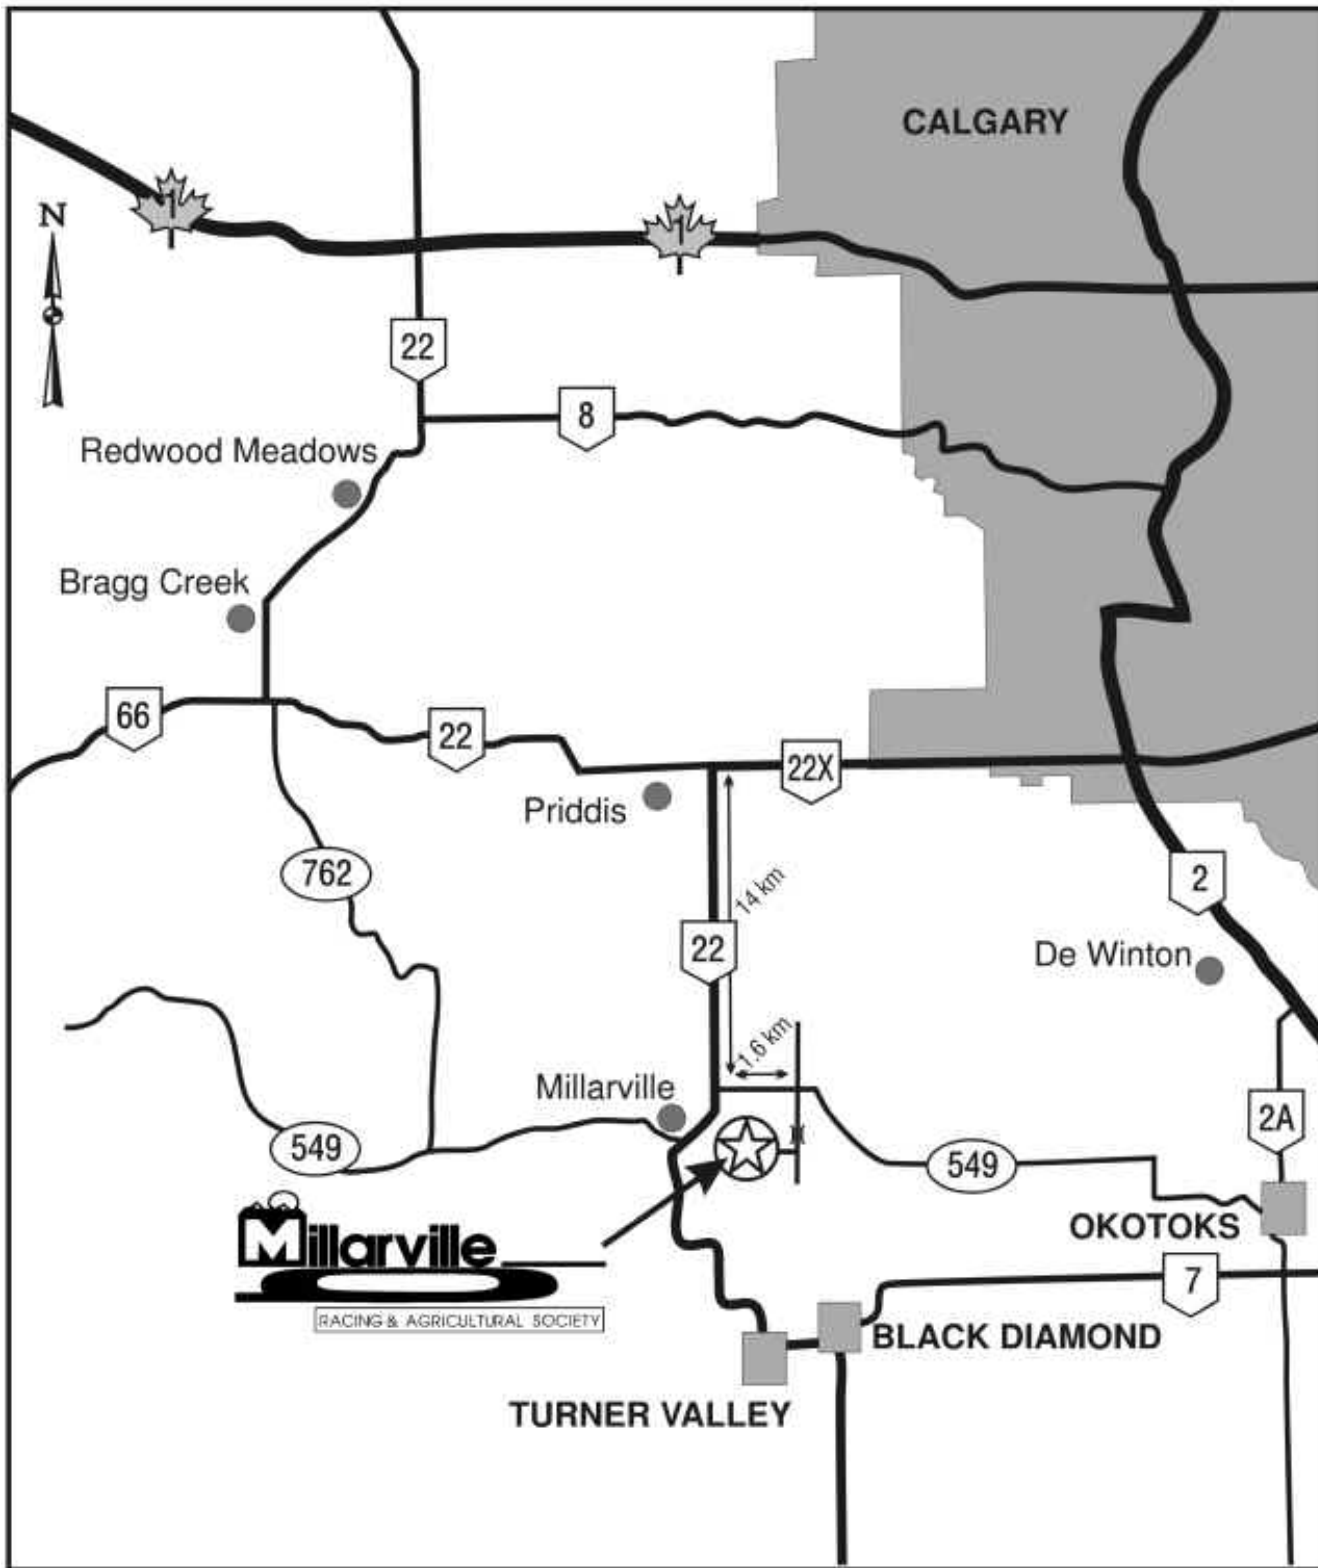 CALGARY
1
1
N
22
8
Redwood Meadows
Bragg Creek
66
22
22X
Priddis
762
14 km
2
22
De Winton
1.6 km
Millarville
2A
549
549
OKOTOKS
Millarville
RACING & AGRICULTURAL SOCIETY
7
BLACK DIAMOND
TURNER VALLEY